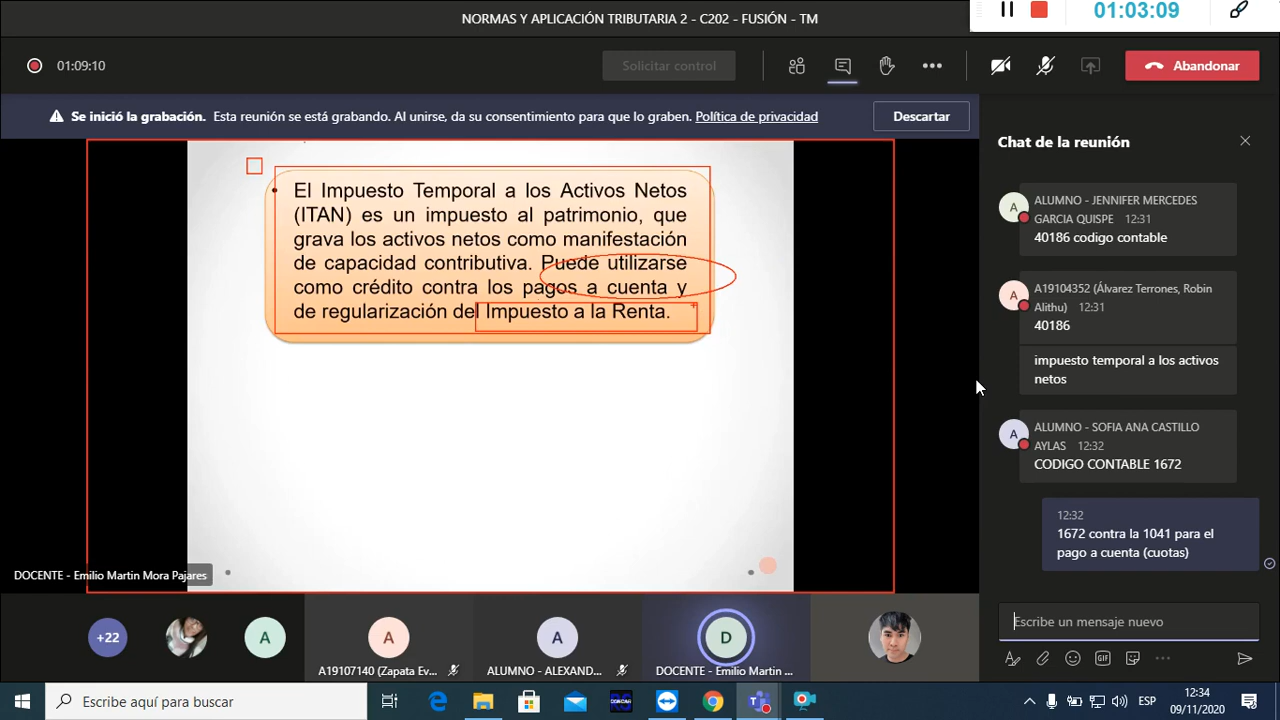 NORMAS Y APLICACIÓN TRIBUTARIA 2 - C202 - FUSIÓN - TM
01:03:09
01:09:10
Solicitar control
Abandonar
Se inició la grabación. Esta reunión se está grabando. Al unirse, da su consentimiento para que lo graben. Política de privacidad
Descartar
• El Impuesto Temporal a los Activos Netos
(ITAN) es un impuesto al patrimonio, que
grava los activos netos como manifestación
de capacidad contributiva. Puede utilizarse
como crédito contra los pagos a cuenta y
de regularización del Impuesto a la Renta.
DOCENTE - Emilio Martin Mora Pajares
Chat de la reunión
A
ALUMNO - JENNIFER MERCEDES
GARCIA QUISPE 12:31
40186 codigo contable
A
A19104352 (Álvarez Terrones, Robin
Alithu) 12:31
40186
impuesto temporal a los activos
netos
A
ALUMNO - SOFIA ANA CASTILLO
AYLAS 12:32
CODIGO CONTABLE 1672
12:32
1672 contra la 1041 para el
pago a cuenta (cuotas)
Escribe un mensaje nuevo
GIF
+22
A
A
A19107140 (Zapata Ev...
A
ALUMNO - ALEXAND...
D
DOCENTE - Emilio Martin ...
Escribe aquí para buscar
ESP
12:34
09/11/2020